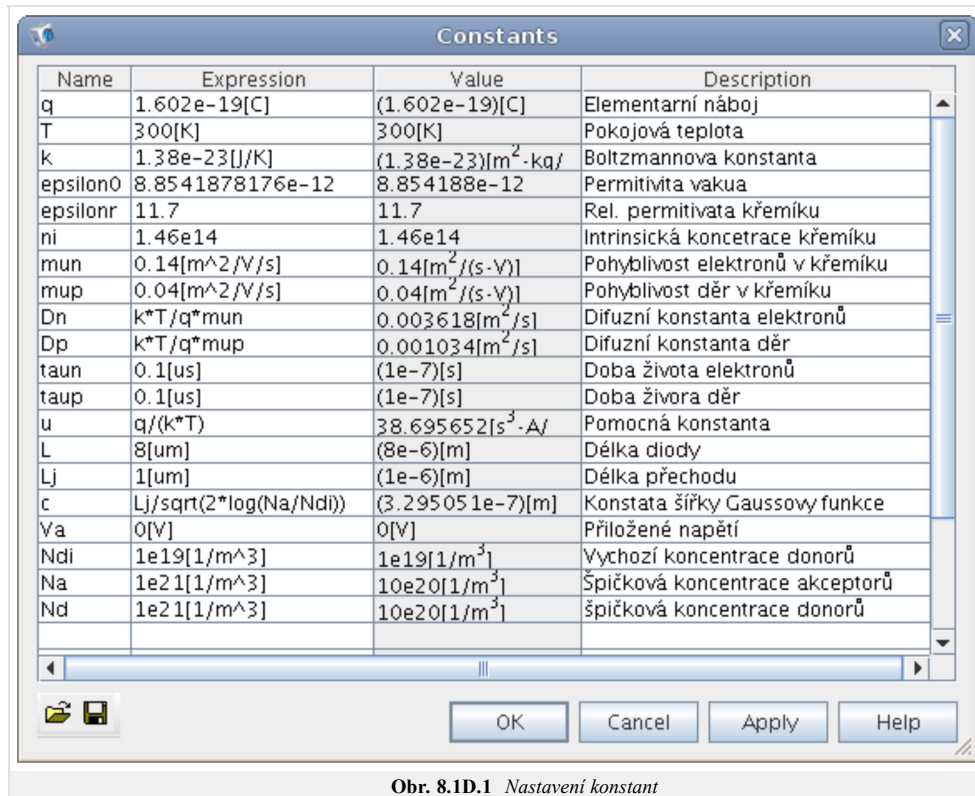 Constants
Name Expression Value Description
q 1.602e-19[C] (1.602e-19)[C] Elementarní náboj
T 300[K] 300[K] Pokojová teplota
k 1.38e-23[J/K] (1.38e-23)[m²·kg/ Boltzmannova konstanta
epsilon0 8.8541878176e-12 8.854188e-12 Permitivita vakua
epsilonr 11.7 11.7 Rel. permitivata křemíku
ni 1.46e14 1.46e14 Intrinsická koncetrace křemíku
mun 0.14[m^2/V/s] 0.14[m²/(s·V)] Pohyblivost elektronů v křemíku
mup 0.04[m^2/V/s] 0.04[m²/(s·V)] Pohyblivost děr v křemíku
Dn k*T/q*mun 0.003618[m²/s] Difuzní konstanta elektronů
Dp k*T/q*mup 0.001034[m²/s] Difuzní konstanta děr
taun 0.1[us] (1e-7)[s] Doba života elektronů
taup 0.1[us] (1e-7)[s] Doba živora děr
u q/(k*T) 38.695652[s³·A/ Pomocná konstanta
L 8[um] (8e-6)[m] Délka diody
Lj 1[um] (1e-6)[m] Délka přechodu
c Lj/sqrt(2*log(Na/Ndi)) (3.295051e-7)[m] Konstata šířky Gaussovy funkce
Va 0[V] 0[V] Přiložené napětí
Ndi 1e19[1/m^3] 1e19[1/m³] Vychozí koncentrace donorů
Na 1e21[1/m^3] 10e20[1/m³] Špičková koncentrace akceptorů
Nd 1e21[1/m^3] 10e20[1/m³] špičková koncentrace donorů
OK Cancel Apply Help
Obr. 8.1D.1 Nastavení konstant